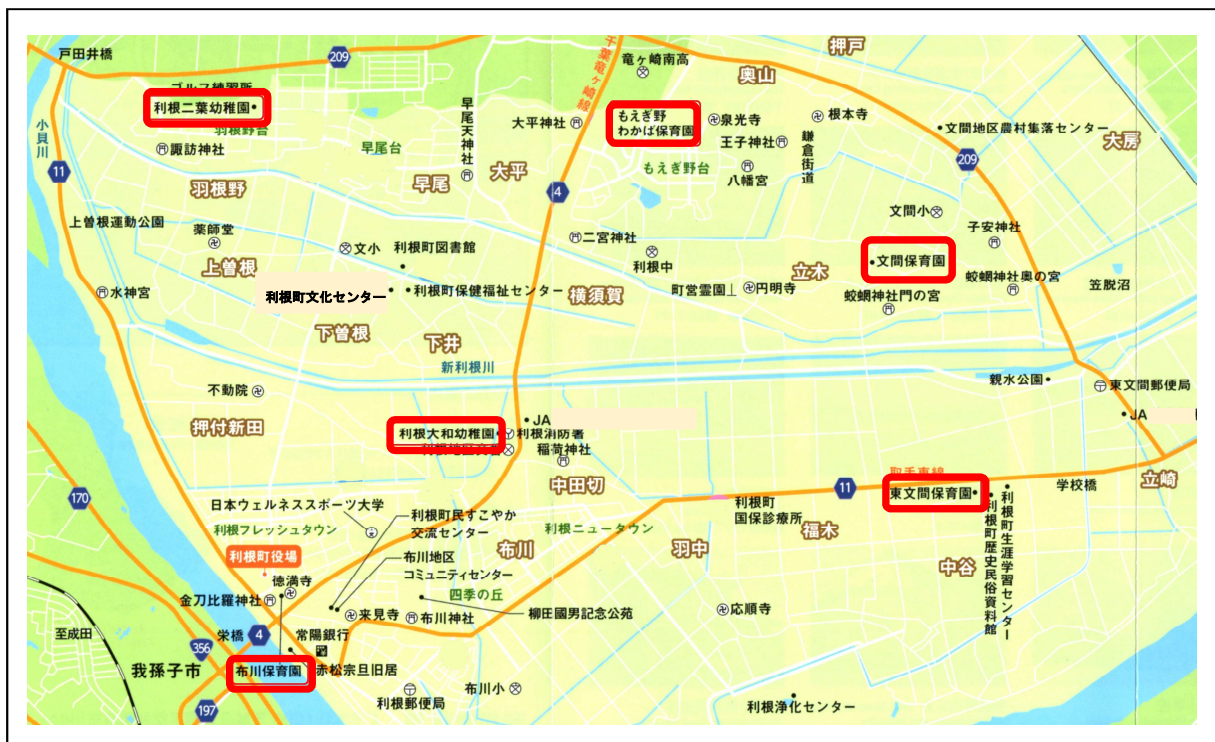 戸田井橋
209
千葉竜ヶ崎線
竜ヶ崎南高
押戸
奥山
ゴルフ練習所
利根二葉幼稚園
羽根野台
小貝川
早尾天神社
大平神社
もえぎ野
わかば保育園
泉光寺
根本寺
王子神社
鎌倉街道
文間地区農村集落センター
大房
諏訪神社
早尾台
大平
もえぎ野台
八幡宮
209
11
羽根野
早尾
4
上曽根運動公園
薬師堂
文小
利根町図書館
二宮神社
利根中
文間小
子安神社
上曽根
文間保育園
立木
水神宮
利根町文化センター
利根町保健福祉センター
横須賀
町営霊園
円明寺
蛟蝄神社門の宮
蛟蝄神社奥の宮
笠脱沼
下曽根
下井
新利根川
不動院
親水公園
東文間郵便局
JA
JA
押付新田
利根大和幼稚園
利根消防署
稲荷神社
取手東線
立崎
170
中田切
11
東文間保育園
学校橋
日本ウェルネススポーツ大学
利根フレッシュタウン
利根町民すこやか
交流センター
利根ニュータウン
利根町
国保診療所
利根町歴史民俗資料館
利根町生涯学習センター
利根町役場
布川
羽中
福木
中谷
布川地区
コミュニティセンター
徳満寺
四季の丘
金刀比羅神社
来見寺
布川神社
柳田國男記念公苑
応順寺
至成田
栄橋
4
常陽銀行
356
我孫子市
布川保育園
赤松宗旦旧居
197
利根郵便局
布川小
利根浄化センター